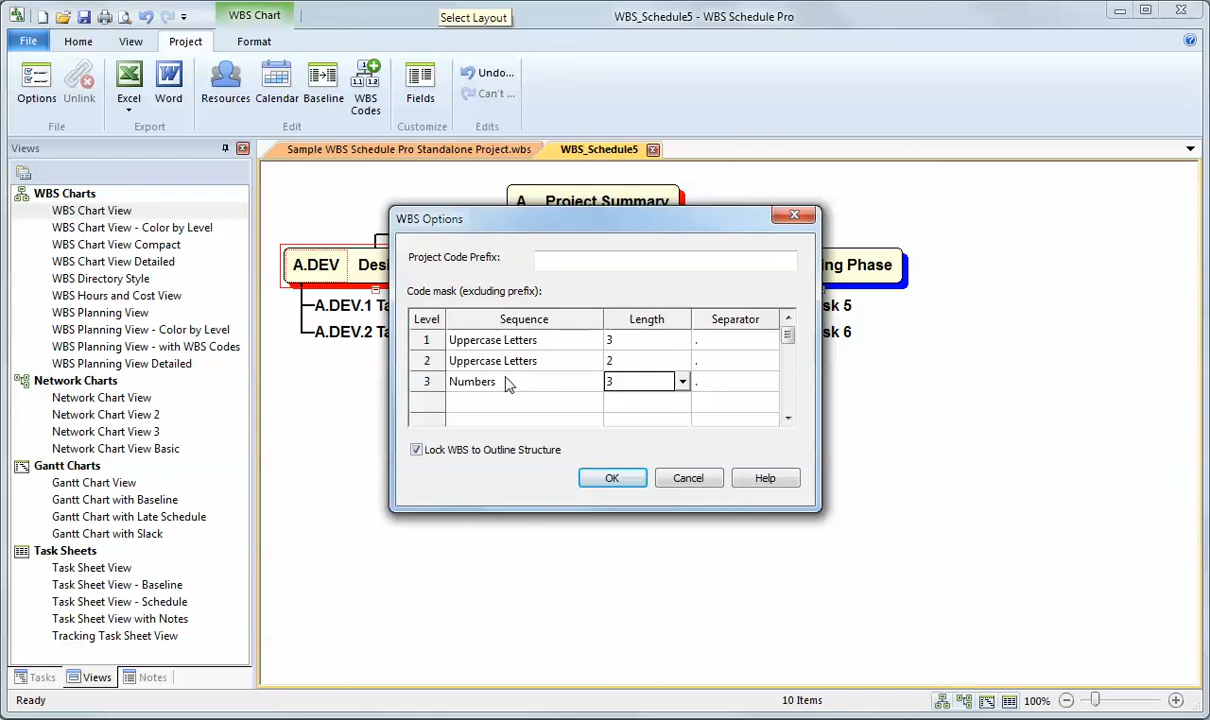 WBS Chart
Select Layout
WBS_Schedule5 - WBS Schedule Pro
File
Home
View
Project
Format
Options
Unlink
Excel
Word
Resources
Calendar
Baseline
WBS
Codes
Fields
Undo...
Can't ...
File
Export
Edit
Customize
Edits
Views
Sample WBS Schedule Pro Standalone Project.wbs
WBS_Schedule5
WBS Charts
WBS Chart View
WBS Chart View - Color by Level
WBS Chart View Compact
WBS Chart View Detailed
WBS Directory Style
WBS Hours and Cost View
WBS Planning View
WBS Planning View - Color by Level
WBS Planning View - with WBS Codes
WBS Planning View Detailed
Network Charts
Network Chart View
Network Chart View 2
Network Chart View 3
Network Chart View Basic
Gantt Charts
Gantt Chart View
Gantt Chart with Baseline
Gantt Chart with Late Schedule
Gantt Chart with Slack
Task Sheets
Task Sheet View
Task Sheet View - Baseline
Task Sheet View - Schedule
Task Sheet View with Notes
Tracking Task Sheet View
Tasks
Views
Notes
A Project Summary
A.DEV Desi
ng Phase
A.DEV.1 Ta
sk 5
A.DEV.2 Ta
sk 6
WBS Options
Project Code Prefix:
Code mask (excluding prefix):
Level Sequence Length Separator
1 Uppercase Letters 3 .
2 Uppercase Letters 2 .
3 Numbers 3 .
Lock WBS to Outline Structure
OK
Cancel
Help
Ready
10 Items
100%